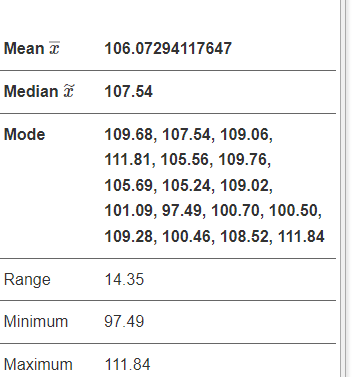 Mean x̅ 106.07294117647
Median x̃ 107.54
Mode 109.68, 107.54, 109.06,
111.81, 105.56, 109.76,
105.69, 105.24, 109.02,
101.09, 97.49, 100.70, 100.50,
109.28, 100.46, 108.52, 111.84
Range 14.35
Minimum 97.49
Maximum 111.84